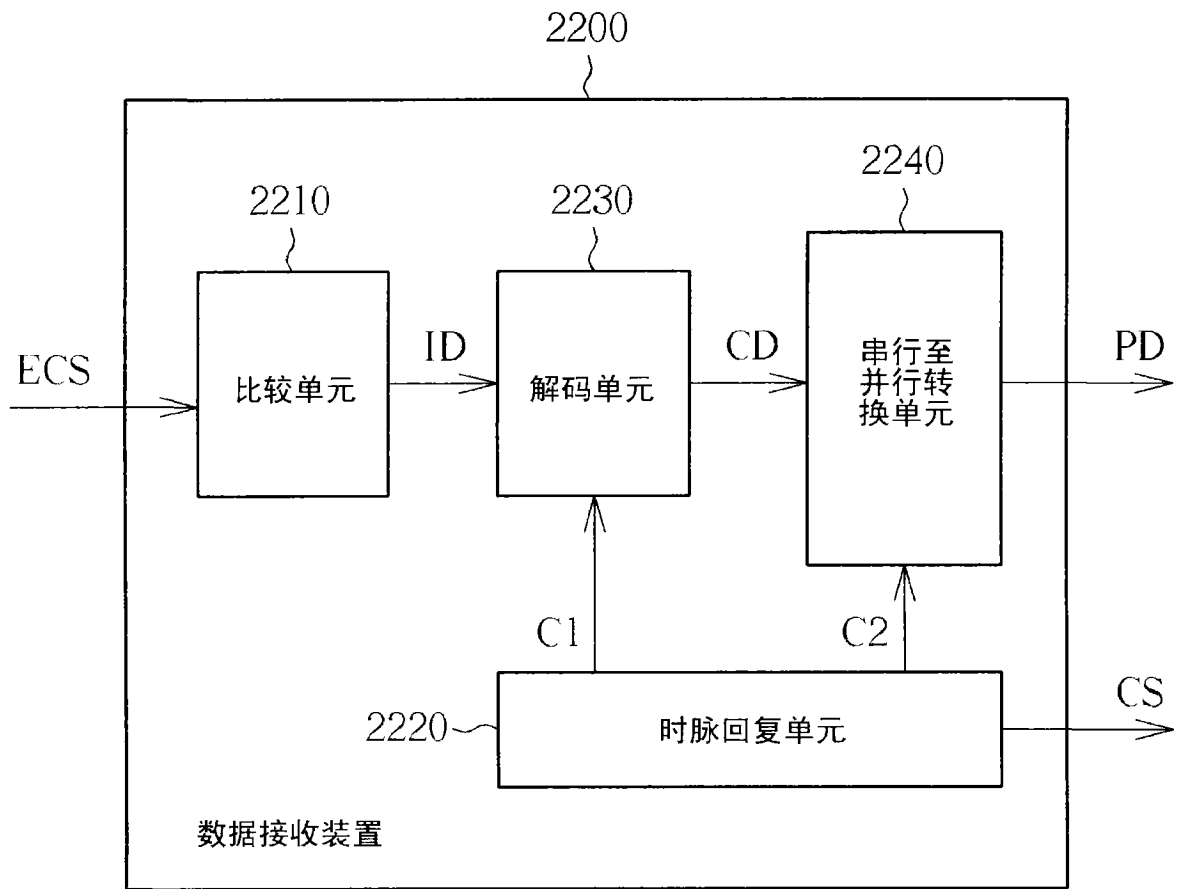 2200
2210
2230
2240
ECS
比较单元
ID
解码单元
CD
串行至
并行转
换单元
PD
C1
C2
2220
时脉回复单元
CS
数据接收装置